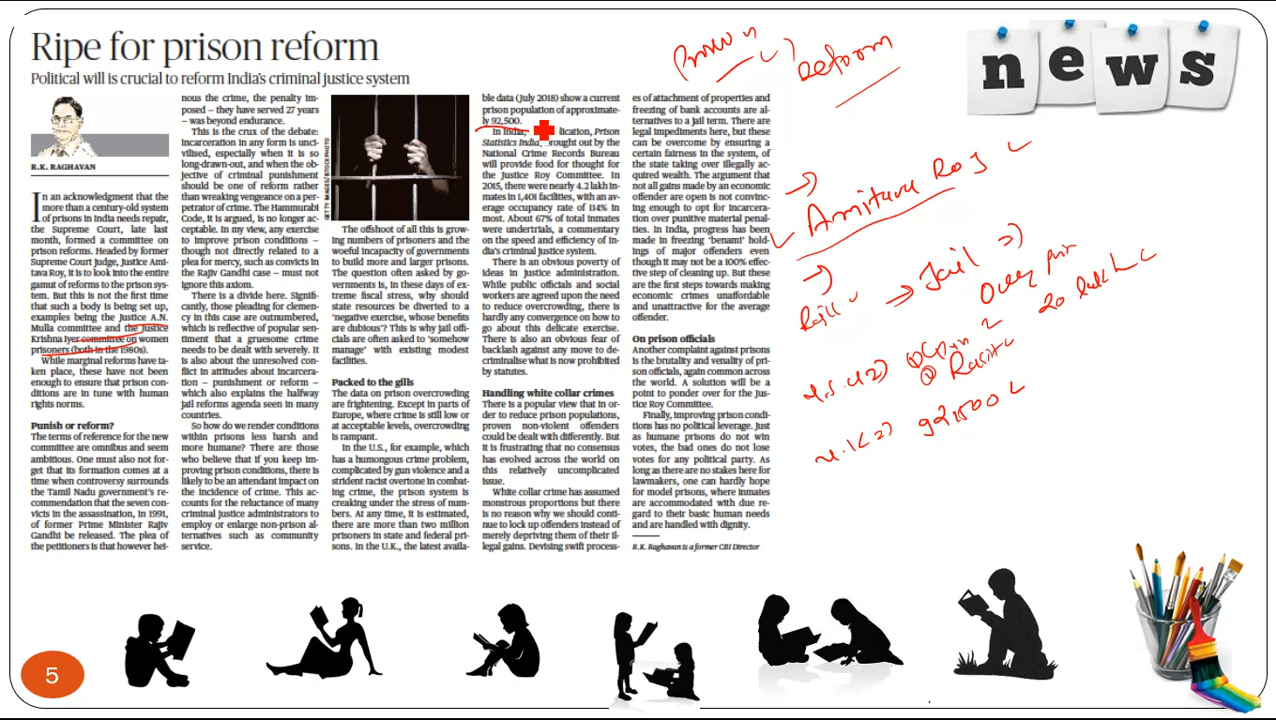 Ripe for prison reform
Political will is crucial to reform India's criminal justice system
R.K. RAGHAVAN
In an acknowledgment that the
more than a century-old system
of prisons in India needs repair,
the Supreme Court, late last
month, formed a committee on
prison reforms. Headed by former
Supreme Court judge, Justice Ami-
tava Roy, it is to look into the entire
gamut of reforms to the prison sys-
tem. But this is not the first time
that such a body is being set up,
examples being the Justice A.N.
Mulla committee and the Justice
Krishna Iyer committee on women
prisoners (both in the 1980s).
While marginal reforms have ta-
ken place, these have not been
enough to ensure that prison con-
ditions are in tune with human
rights norms.
Punish or reform?
The terms of reference for the new
committee are omnibus and seem
ambitious. One must also not for-
get that its formation comes at a
time when controversy surrounds
the Tamil Nadu government's re-
commendation that the seven con-
victs in the assassination, in 1991,
of former Prime Minister Rajiv
Gandhi be released. The plea of
the petitioners is that however hei-
nous the crime, the penalty im-
posed – they have served 27 years
– was beyond endurance.
This is the crux of the debate:
incarceration in any form is unci-
vilised, especially when it is so
long-drawn-out, and when the ob-
jective of criminal punishment
should be one of reform rather
than wreaking vengeance on a per-
petrator of crime. The Hammurabi
Code, it is argued, is no longer ac-
ceptable. In my view, any exercise
to improve prison conditions –
though not directly related to a
plea for mercy, such as convicts in
the Rajiv Gandhi case – must not
ignore this axiom.
There is a divide here. Signifi-
cantly, those pleading for clemen-
cy in this case are outnumbered,
which is reflective of popular sen-
timent that a gruesome crime
needs to be dealt with severely. It
is also about the unresolved con-
flict in attitudes about incarcera-
tion – punishment or reform –
which also explains the halfway
jail reforms agenda seen in many
countries.
So how do we render conditions
within prisons less harsh and
more humane? There are those
who believe that if you keep im-
proving prison conditions, there is
likely to be an attendant impact on
the incidence of crime. This ac-
counts for the reluctance of many
criminal justice administrators to
employ or enlarge non-prison al-
ternatives such as community
service.
GETTY IMAGES/ISTOCKPHOTO
The offshoot of all this is grow-
ing numbers of prisoners and the
woeful incapacity of governments
to build more and larger prisons.
The question often asked by go-
vernments is, in these days of ex-
treme fiscal stress, why should
state resources be diverted to a
'negative exercise, whose benefits
are dubious'? This is why jail offi-
cials are often asked to 'somehow
manage' with existing modest
facilities.
Packed to the gills
The data on prison overcrowding
are frightening. Except in parts of
Europe, where crime is still low or
at acceptable levels, overcrowding
is rampant.
In the U.S., for example, which
has a humongous crime problem,
complicated by gun violence and a
strident racist overtone in combat-
ing crime, the prison system is
creaking under the stress of num-
bers. At any time, it is estimated,
there are more than two million
prisoners in state and federal pri-
sons. In the U.K., the latest availa-
ble data (July 2018) show a current
prison population of approximate-
ly 92,500.
In India, lication, Prison
Statistics India, brought out by the
National Crime Records Bureau
will provide food for thought for
the Justice Roy Committee. In
2015, there were nearly 4.2 lakh in-
mates in 1,401 facilities, with an av-
erage occupancy rate of 114% in
most. About 67% of total inmates
were undertrials, a commentary
on the speed and efficiency of In-
dia's criminal justice system.
There is an obvious poverty of
ideas in justice administration.
While public officials and social
workers are agreed upon the need
to reduce overcrowding, there is
hardly any convergence on how to
go about this delicate exercise.
There is also an obvious fear of
backlash against any move to de-
criminalise what is now prohibited
by statutes.
Handling white collar crimes
There is a popular view that in or-
der to reduce prison populations,
proven non-violent offenders
could be dealt with differently. But
it is frustrating that no consensus
has evolved across the world on
this relatively uncomplicated
issue.
White collar crime has assumed
monstrous proportions but there
is no reason why we should conti-
nue to lock up offenders instead of
merely depriving them of their il-
legal gains. Devising swift process-
es of attachment of properties and
freezing of bank accounts are al-
ternatives to a jail term. There are
legal impediments here, but these
can be overcome by ensuring a
certain fairness in the system, of
the state taking over illegally ac-
quired wealth. The argument that
not all gains made by an economic
offender are open is not convinc-
ing enough to opt for incarcera-
tion over punitive material penal-
ties. In India, progress has been
made in freezing 'benami' hold-
ings of major offenders even
though it may not be a 100% effec-
tive step of cleaning up. But these
are the first steps towards making
economic crimes unaffordable
and unattractive for the average
offender.
On prison officials
Another complaint against prisons
is the brutality and venality of pri-
son officials, again common across
the world. A solution will be a
point to ponder over for the Jus-
tice Roy Committee.
Finally, improving prison condi-
tions has no political leverage. Just
as humane prisons do not win
votes, the bad ones do not lose
votes for any political party. As
long as there are no stakes here for
lawmakers, one can hardly hope
for model prisons, where inmates
are accommodated with due re-
gard to their basic human needs
and are handled with dignity.
R.K. Raghavan is a former CBI Director
Reform
Amitava Roy
Jail
20 lakh
92,500
news
5